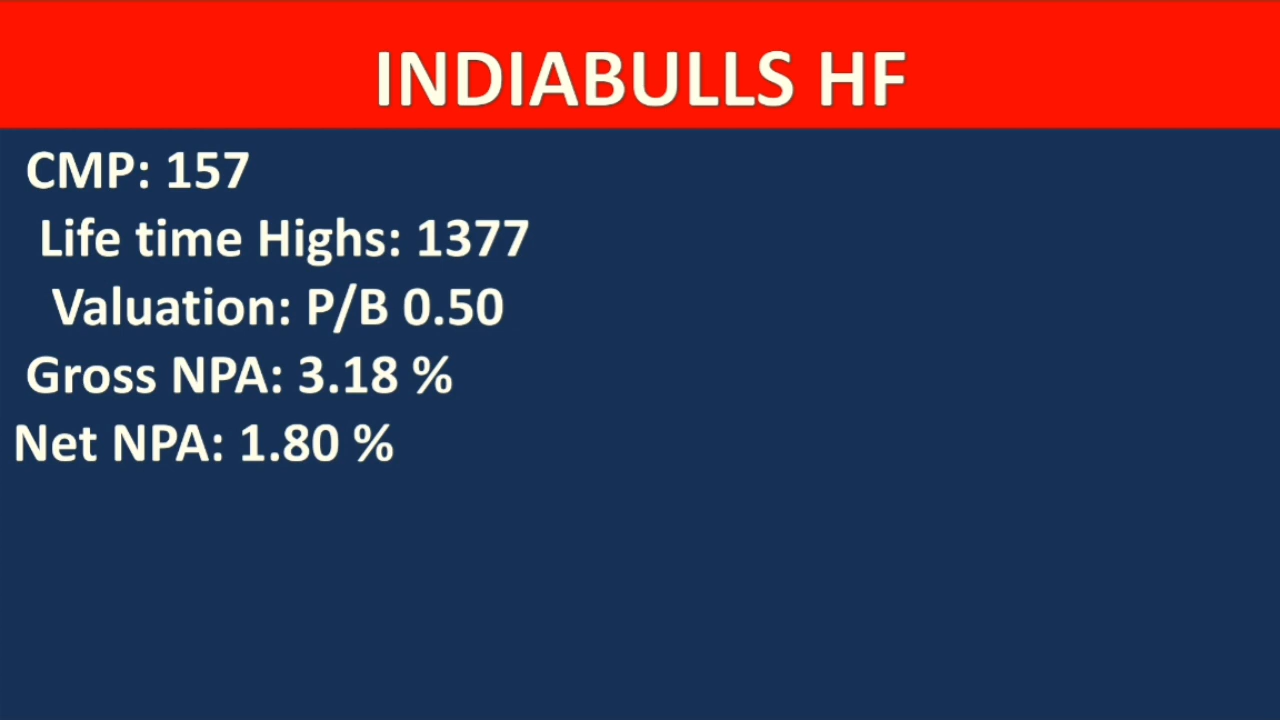 INDIABULLS HF
CMP: 157
Life time Highs: 1377
Valuation: P/B 0.50
Gross NPA: 3.18 %
Net NPA: 1.80 %